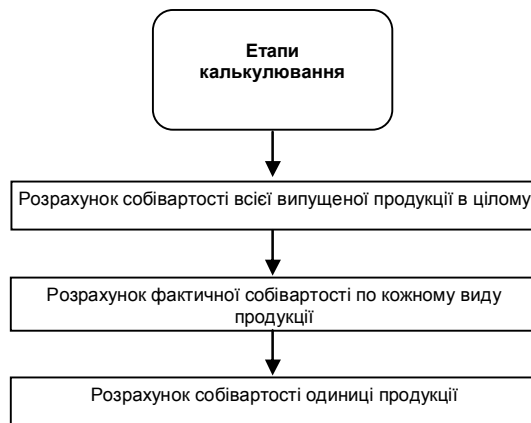 Етапи
калькулювання
Розрахунок собівартості всієї випущеної продукції в цілому
Розрахунок фактичної собівартості по кожному виду
продукції
Розрахунок собівартості одиниці продукції